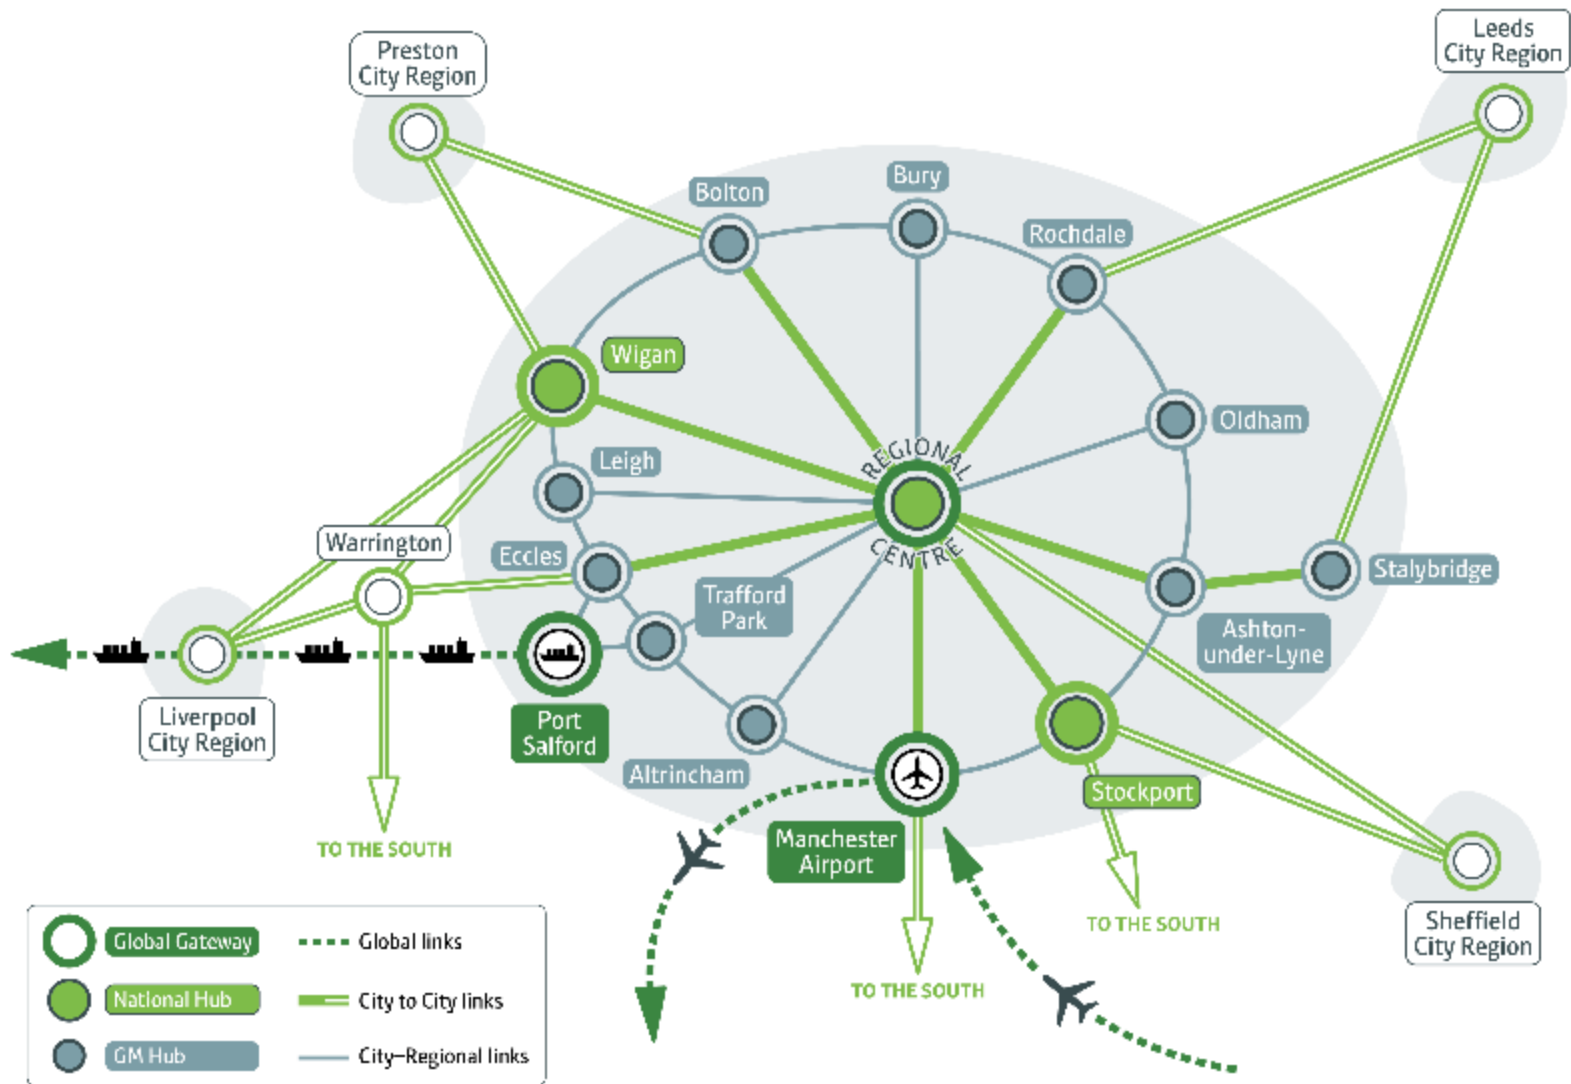 Preston
City Region
Leeds
City Region
Bolton
Bury
Rochdale
Wigan
Oldham
Leigh
REGIONAL
CENTRE
Warrington
Eccles
Trafford
Park
Stalybridge
Ashton-
under-Lyne
Liverpool
City Region
Port
Salford
Altrincham
Stockport
Manchester
Airport
TO THE SOUTH
TO THE SOUTH
TO THE SOUTH
Sheffield
City Region
Global Gateway
Global links
National Hub
City to City links
GM Hub
City–Regional links